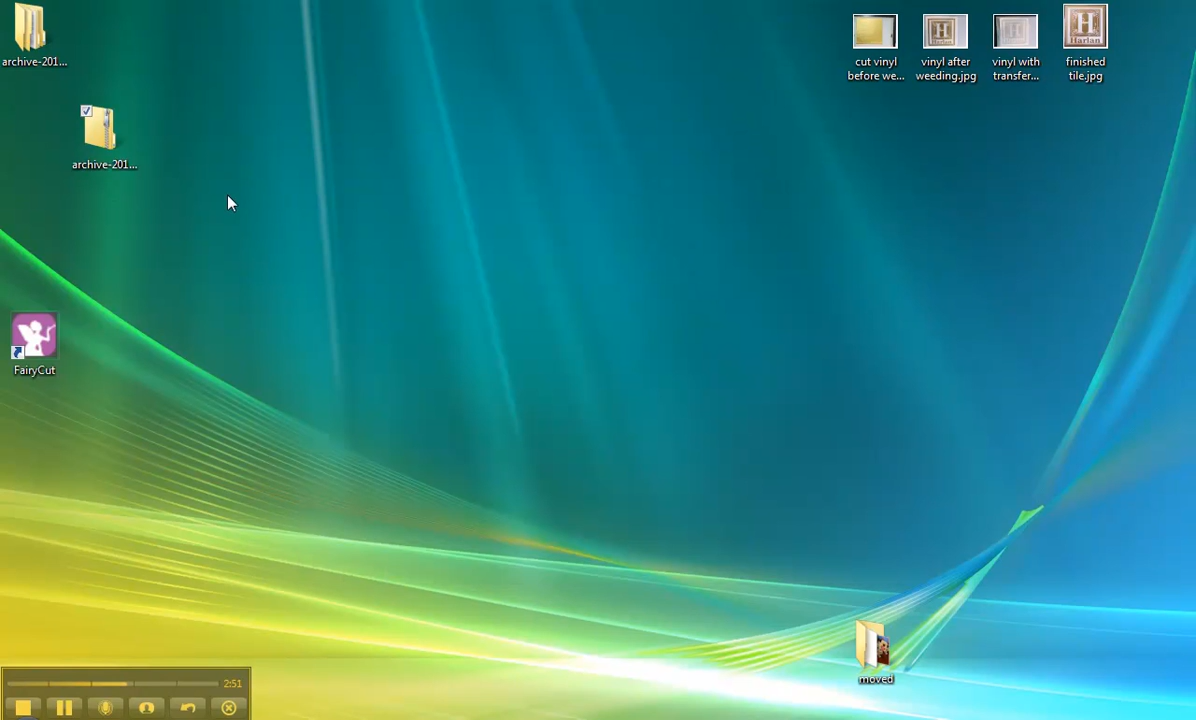 archive-201...
cut vinyl
before we...
vinyl after
weeding.jpg
vinyl with
transfer...
finished
tile.jpg
H
H
Harlan
archive-201...
FairyCut
moved
2:51